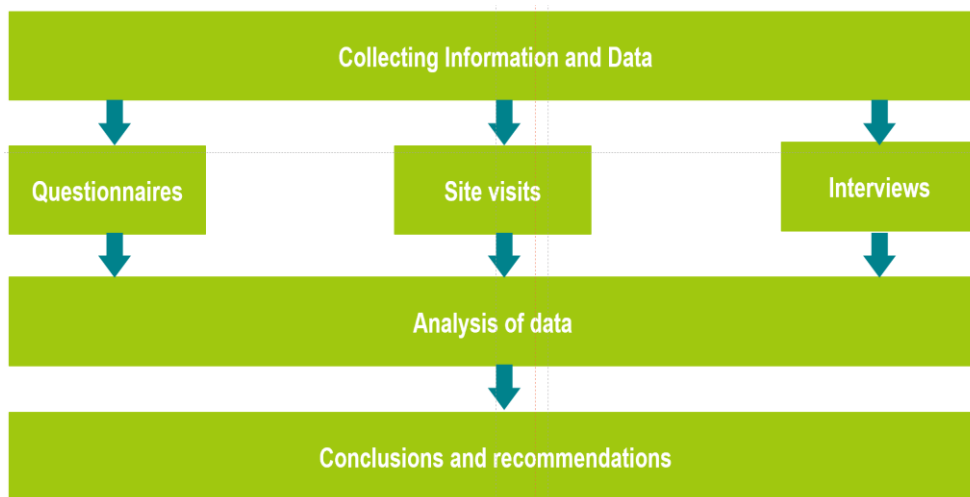 Collecting Information and Data
Questionnaires
Site visits
Interviews
Analysis of data
Conclusions and recommendations